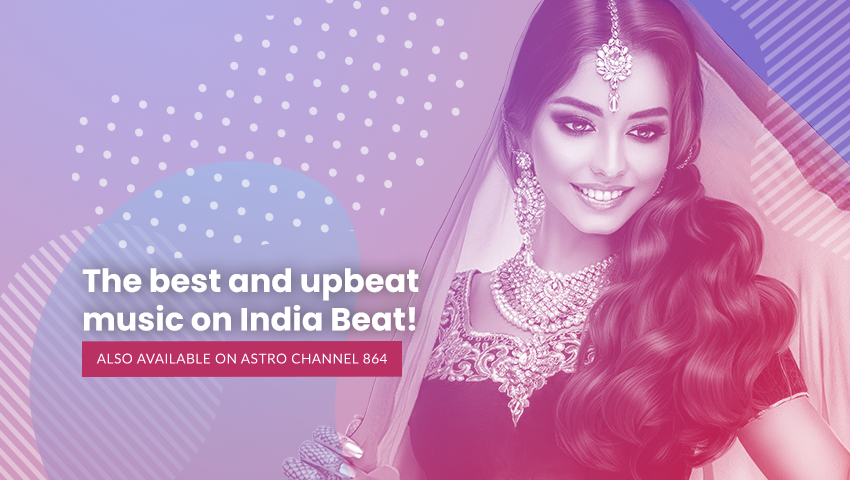 The best and upbeat
music on India Beat!
ALSO AVAILABLE ON ASTRO CHANNEL 864